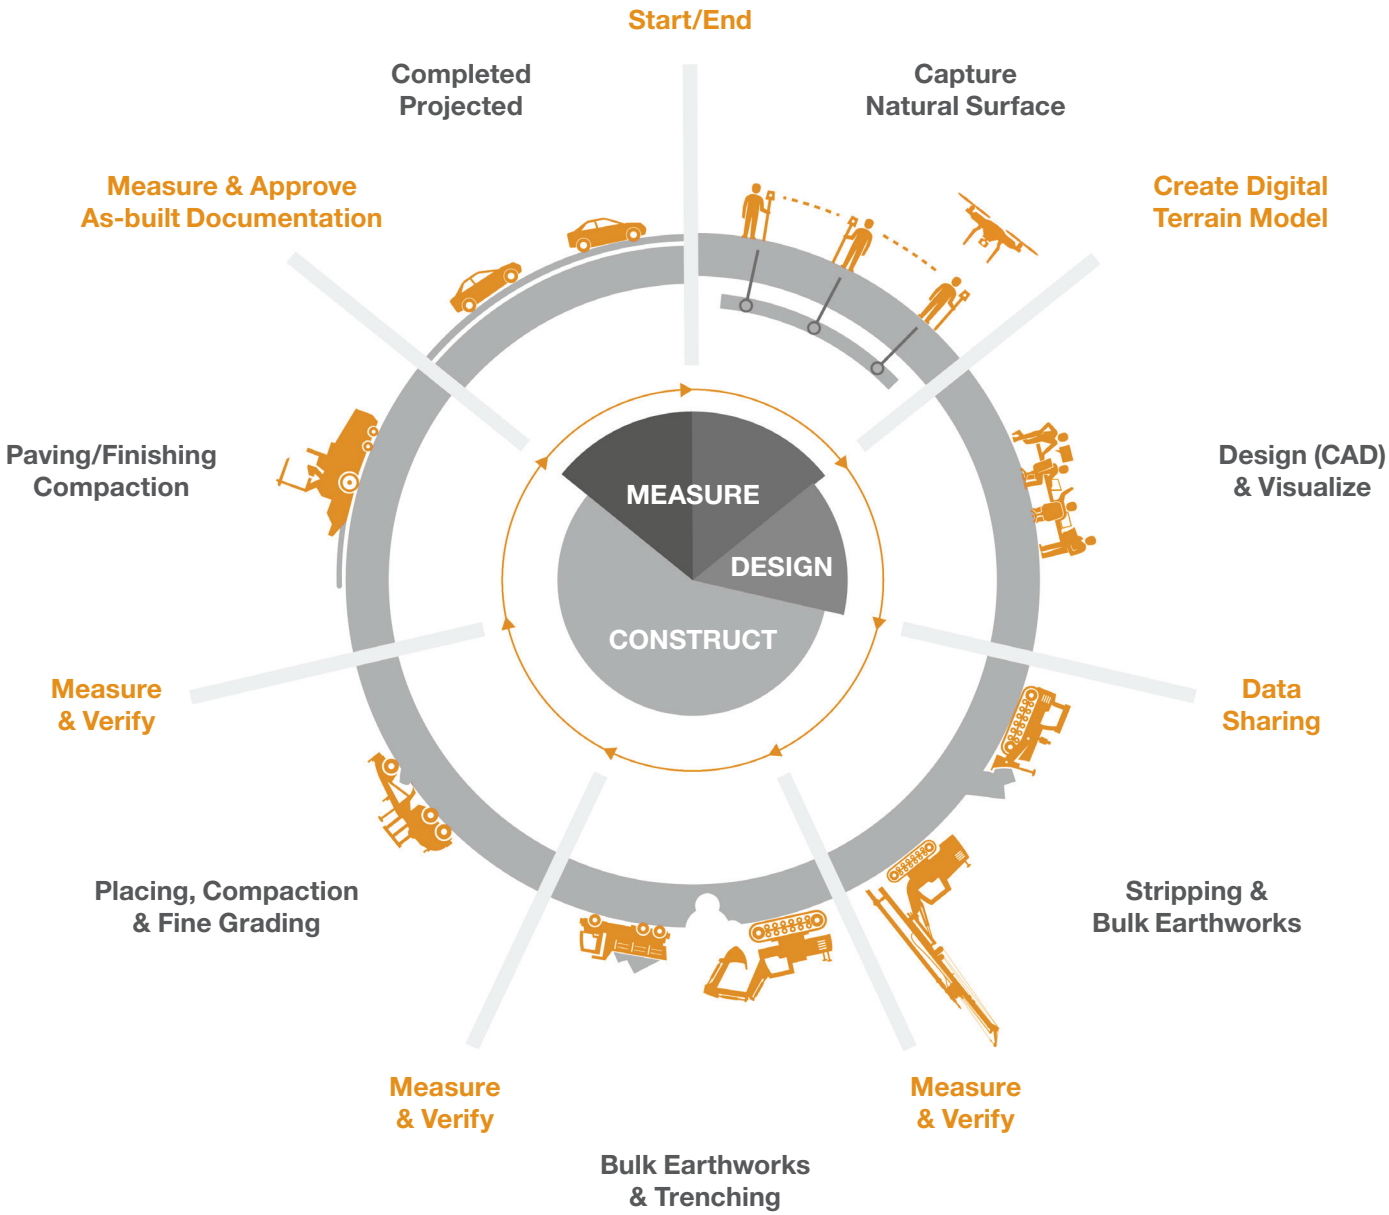 Start/End
Capture
Natural Surface
Create Digital
Terrain Model
Design (CAD)
& Visualize
Data
Sharing
Stripping &
Bulk Earthworks
Measure
& Verify
Bulk Earthworks
& Trenching
Measure
& Verify
Placing, Compaction
& Fine Grading
Measure
& Verify
Paving/Finishing
Compaction
Measure & Approve
As-built Documentation
Completed
Projected
MEASURE
DESIGN
CONSTRUCT